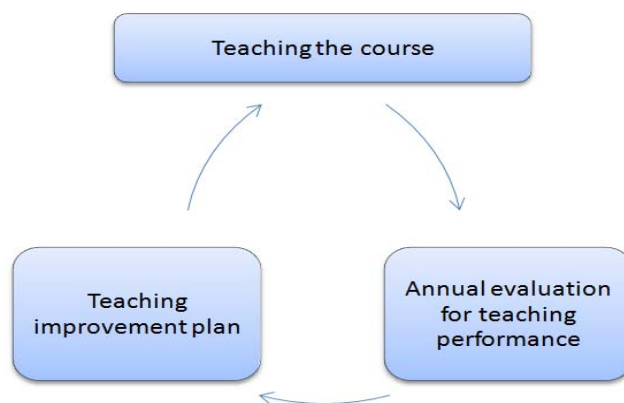 Teaching the course
Teaching
improvement plan
Annual evaluation
for teaching
performance